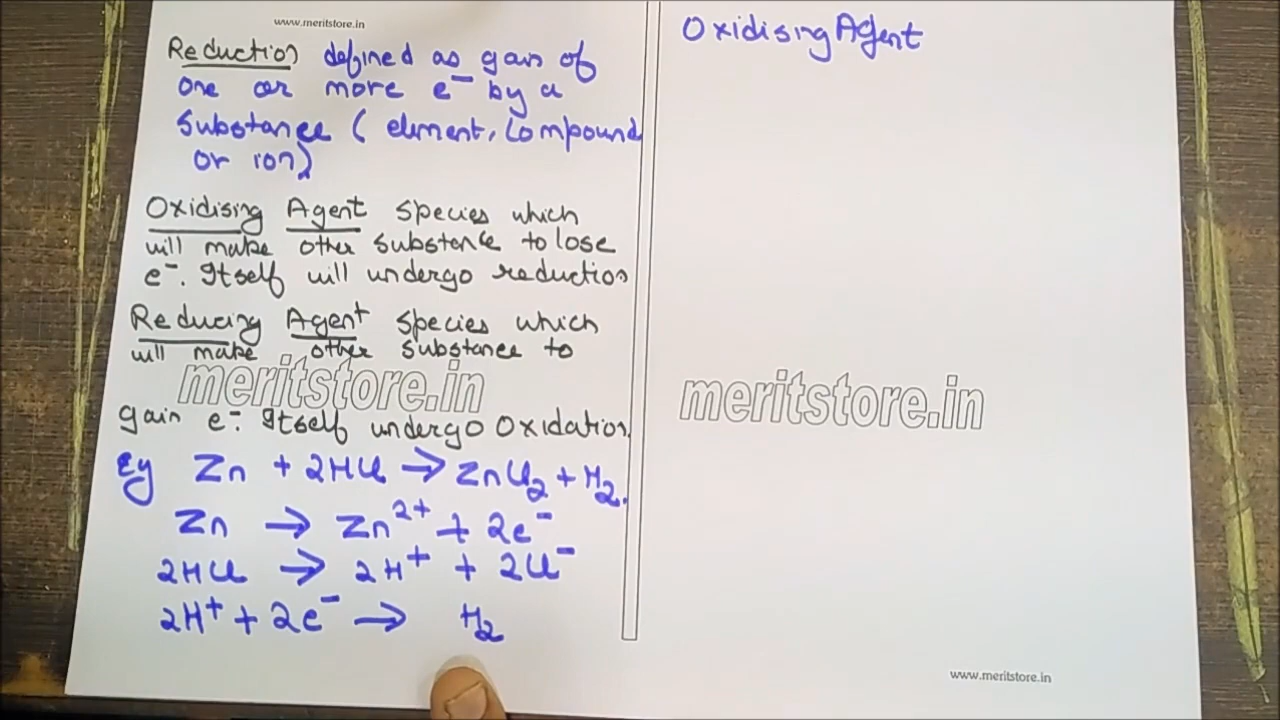 www.meritstore.in
Reduction defined as gain of
one or more e⁻ by a
substance ( element, Compound
or ion)
Oxidising Agent species which
will make other substance to lose
e⁻. Itself will undergo reduction
Reducing Agent species which
will make other substance to
meritstore.in
gain e⁻. Itself undergo Oxidation.
Eg Zn + 2HCl → ZnCl₂ + H₂.
Zn → Zn²⁺ + 2e⁻
2HCl → 2H⁺ + 2Cl⁻
2H⁺ + 2e⁻ → H₂
Oxidising Agent
meritstore.in
www.meritstore.in